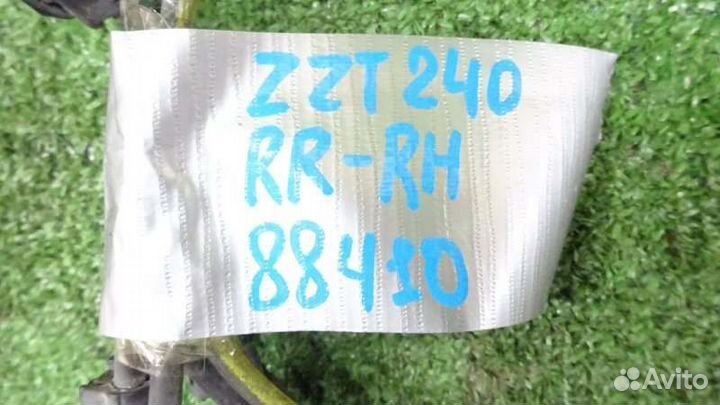 ZZT240
RR-RH
88410
Avito